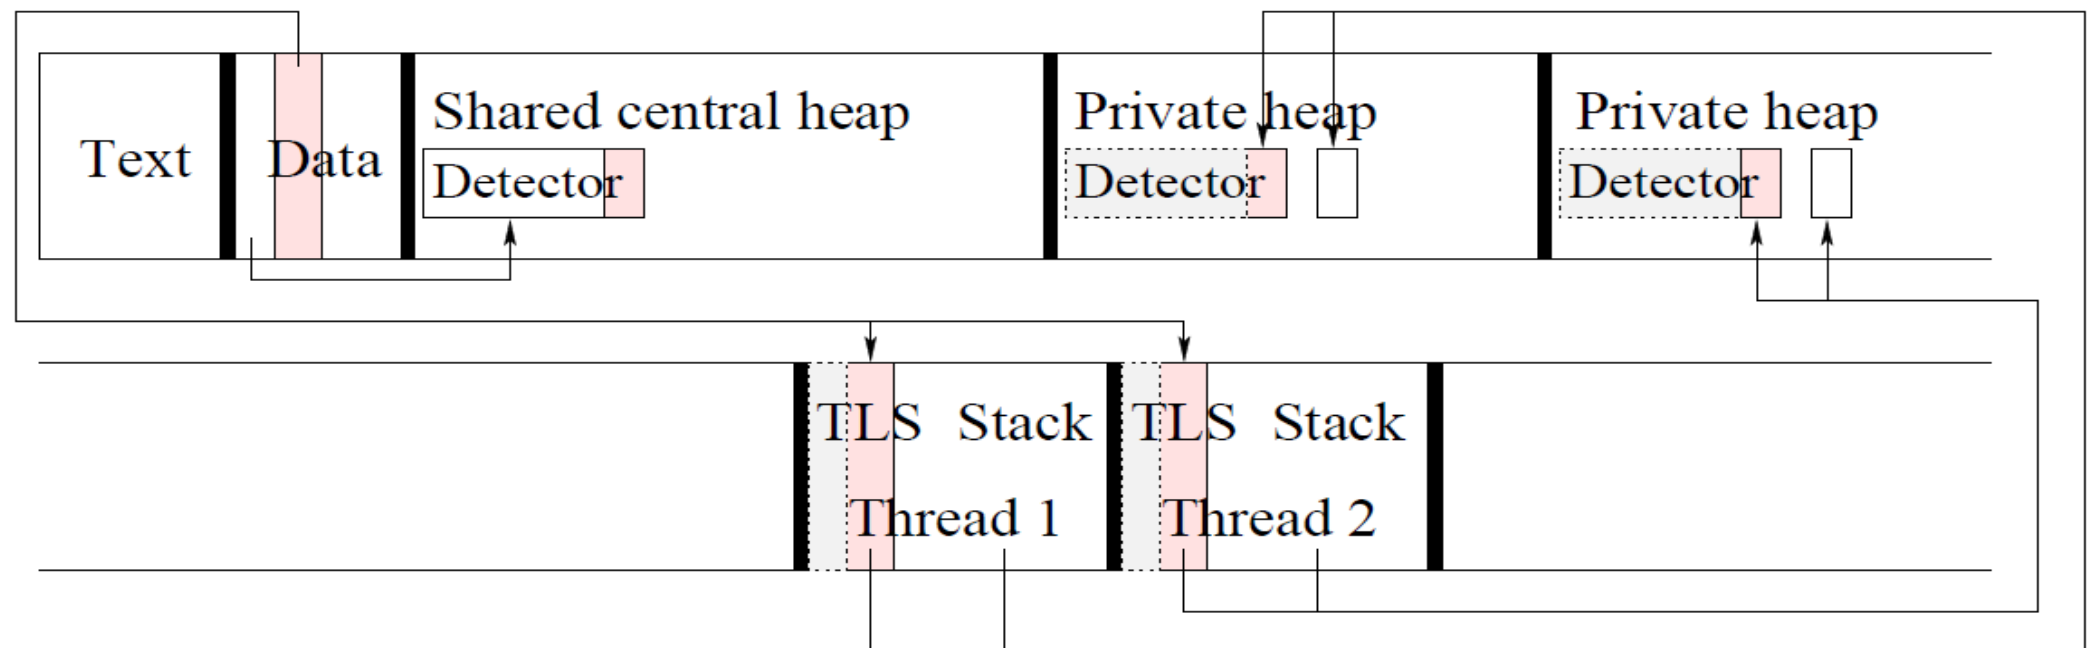 Text
Data
Shared central heap
Detector
Private heap
Detector
Private heap
Detector
TLS Stack
Thread 1
TLS Stack
Thread 2